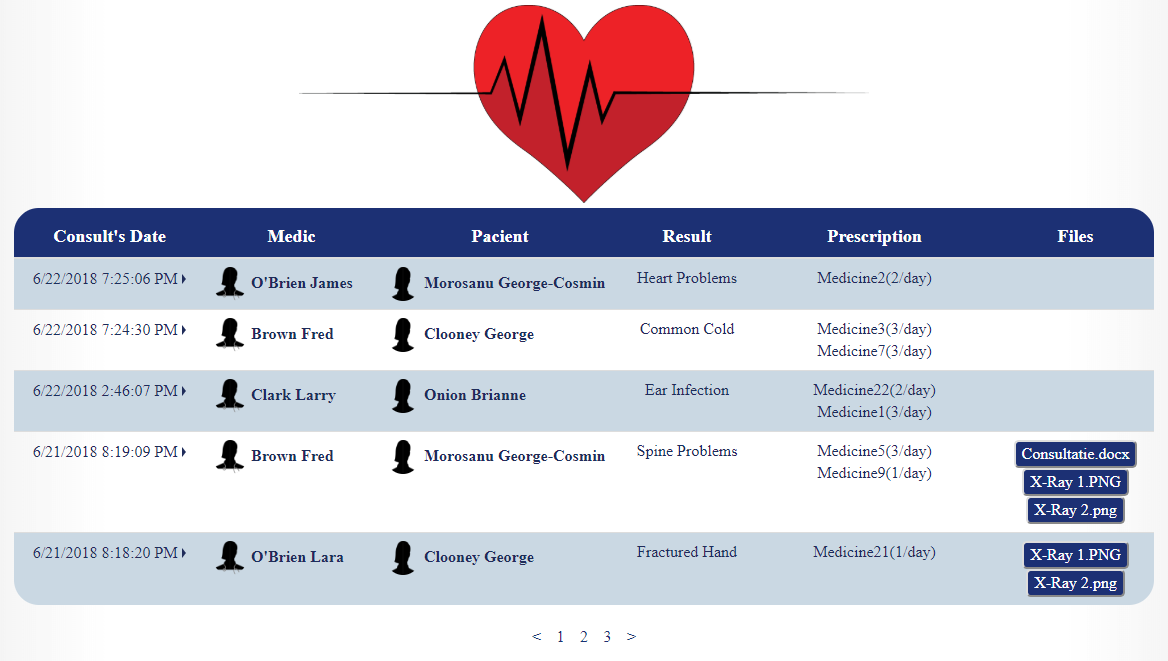 Consult's Date Medic Pacient Result Prescription Files
6/22/2018 7:25:06 PM O'Brien James Morosanu George-Cosmin Heart Problems Medicine2(2/day)
6/22/2018 7:24:30 PM Brown Fred Clooney George Common Cold Medicine3(3/day)
Medicine7(3/day)
6/22/2018 2:46:07 PM Clark Larry Onion Brianne Ear Infection Medicine22(2/day)
Medicine1(3/day)
6/21/2018 8:19:09 PM Brown Fred Morosanu George-Cosmin Spine Problems Medicine5(3/day) Consultatie.docx
Medicine9(1/day) X-Ray 1.PNG
X-Ray 2.png
6/21/2018 8:18:20 PM O'Brien Lara Clooney George Fractured Hand Medicine21(1/day) X-Ray 1.PNG
X-Ray 2.png
< 1 2 3 >